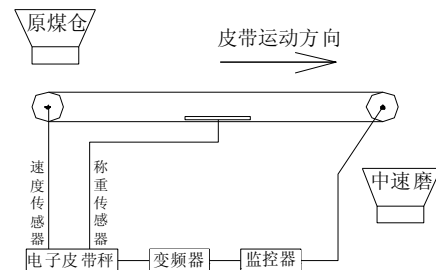 原煤仓
皮带运动方向
速度传感器
称重传感器
中速磨
电子皮带秤
变频器
监控器